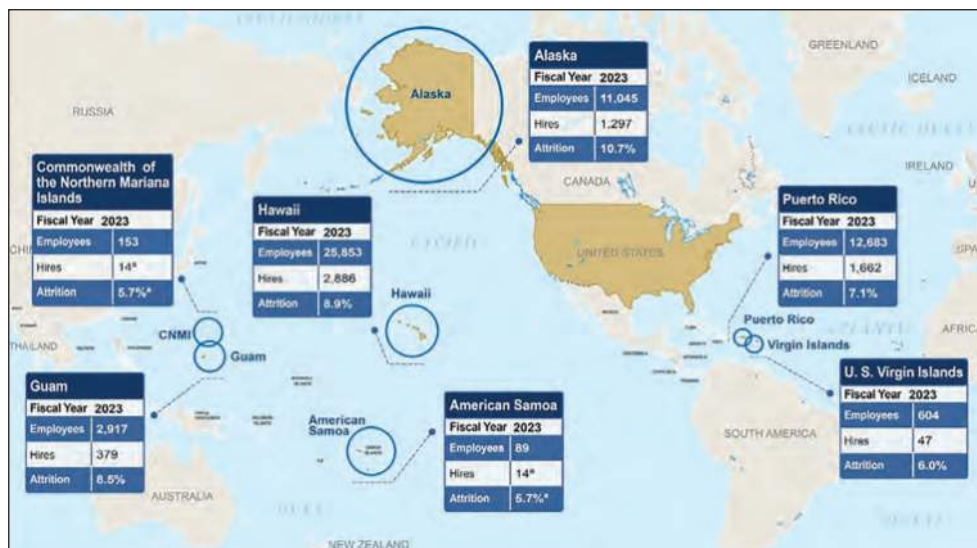 GREENLAND
ICELAND
RUSSIA
IRELAND
CANADA
UNITED STATES
Alaska
Alaska
Fiscal Year 2023
Employees 11,045
Hires 1,297
Attrition 10.7%
Commonwealth of
the Northern Mariana
Islands
Fiscal Year 2023
Employees 153
Hires 14ª
Attrition 5.7%*
Hawaii
Fiscal Year 2023
Employees 25,853
Hires 2,886
Attrition 8.9%
Hawaii
Puerto Rico
Fiscal Year 2023
Employees 12,683
Hires 1,662
Attrition 7.1%
Puerto Rico
Virgin Islands
CNMI
Guam
THAILAND
Guam
Fiscal Year 2023
Employees 2,917
Hires 379
Attrition 8.5%
American
Samoa
American Samoa
Fiscal Year 2023
Employees 89
Hires 14ª
Attrition 5.7%*
U. S. Virgin Islands
Fiscal Year 2023
Employees 604
Hires 47
Attrition 6.0%
SOUTH AMERICA
AUSTRALIA
NEW ZEALAND